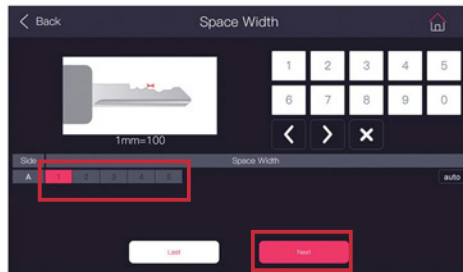 Back
Space Width
1 2 3 4 5
6 7 8 9 0
1mm=100
Side
Space Width
A
1 2 3 4 5
auto
Last
Next